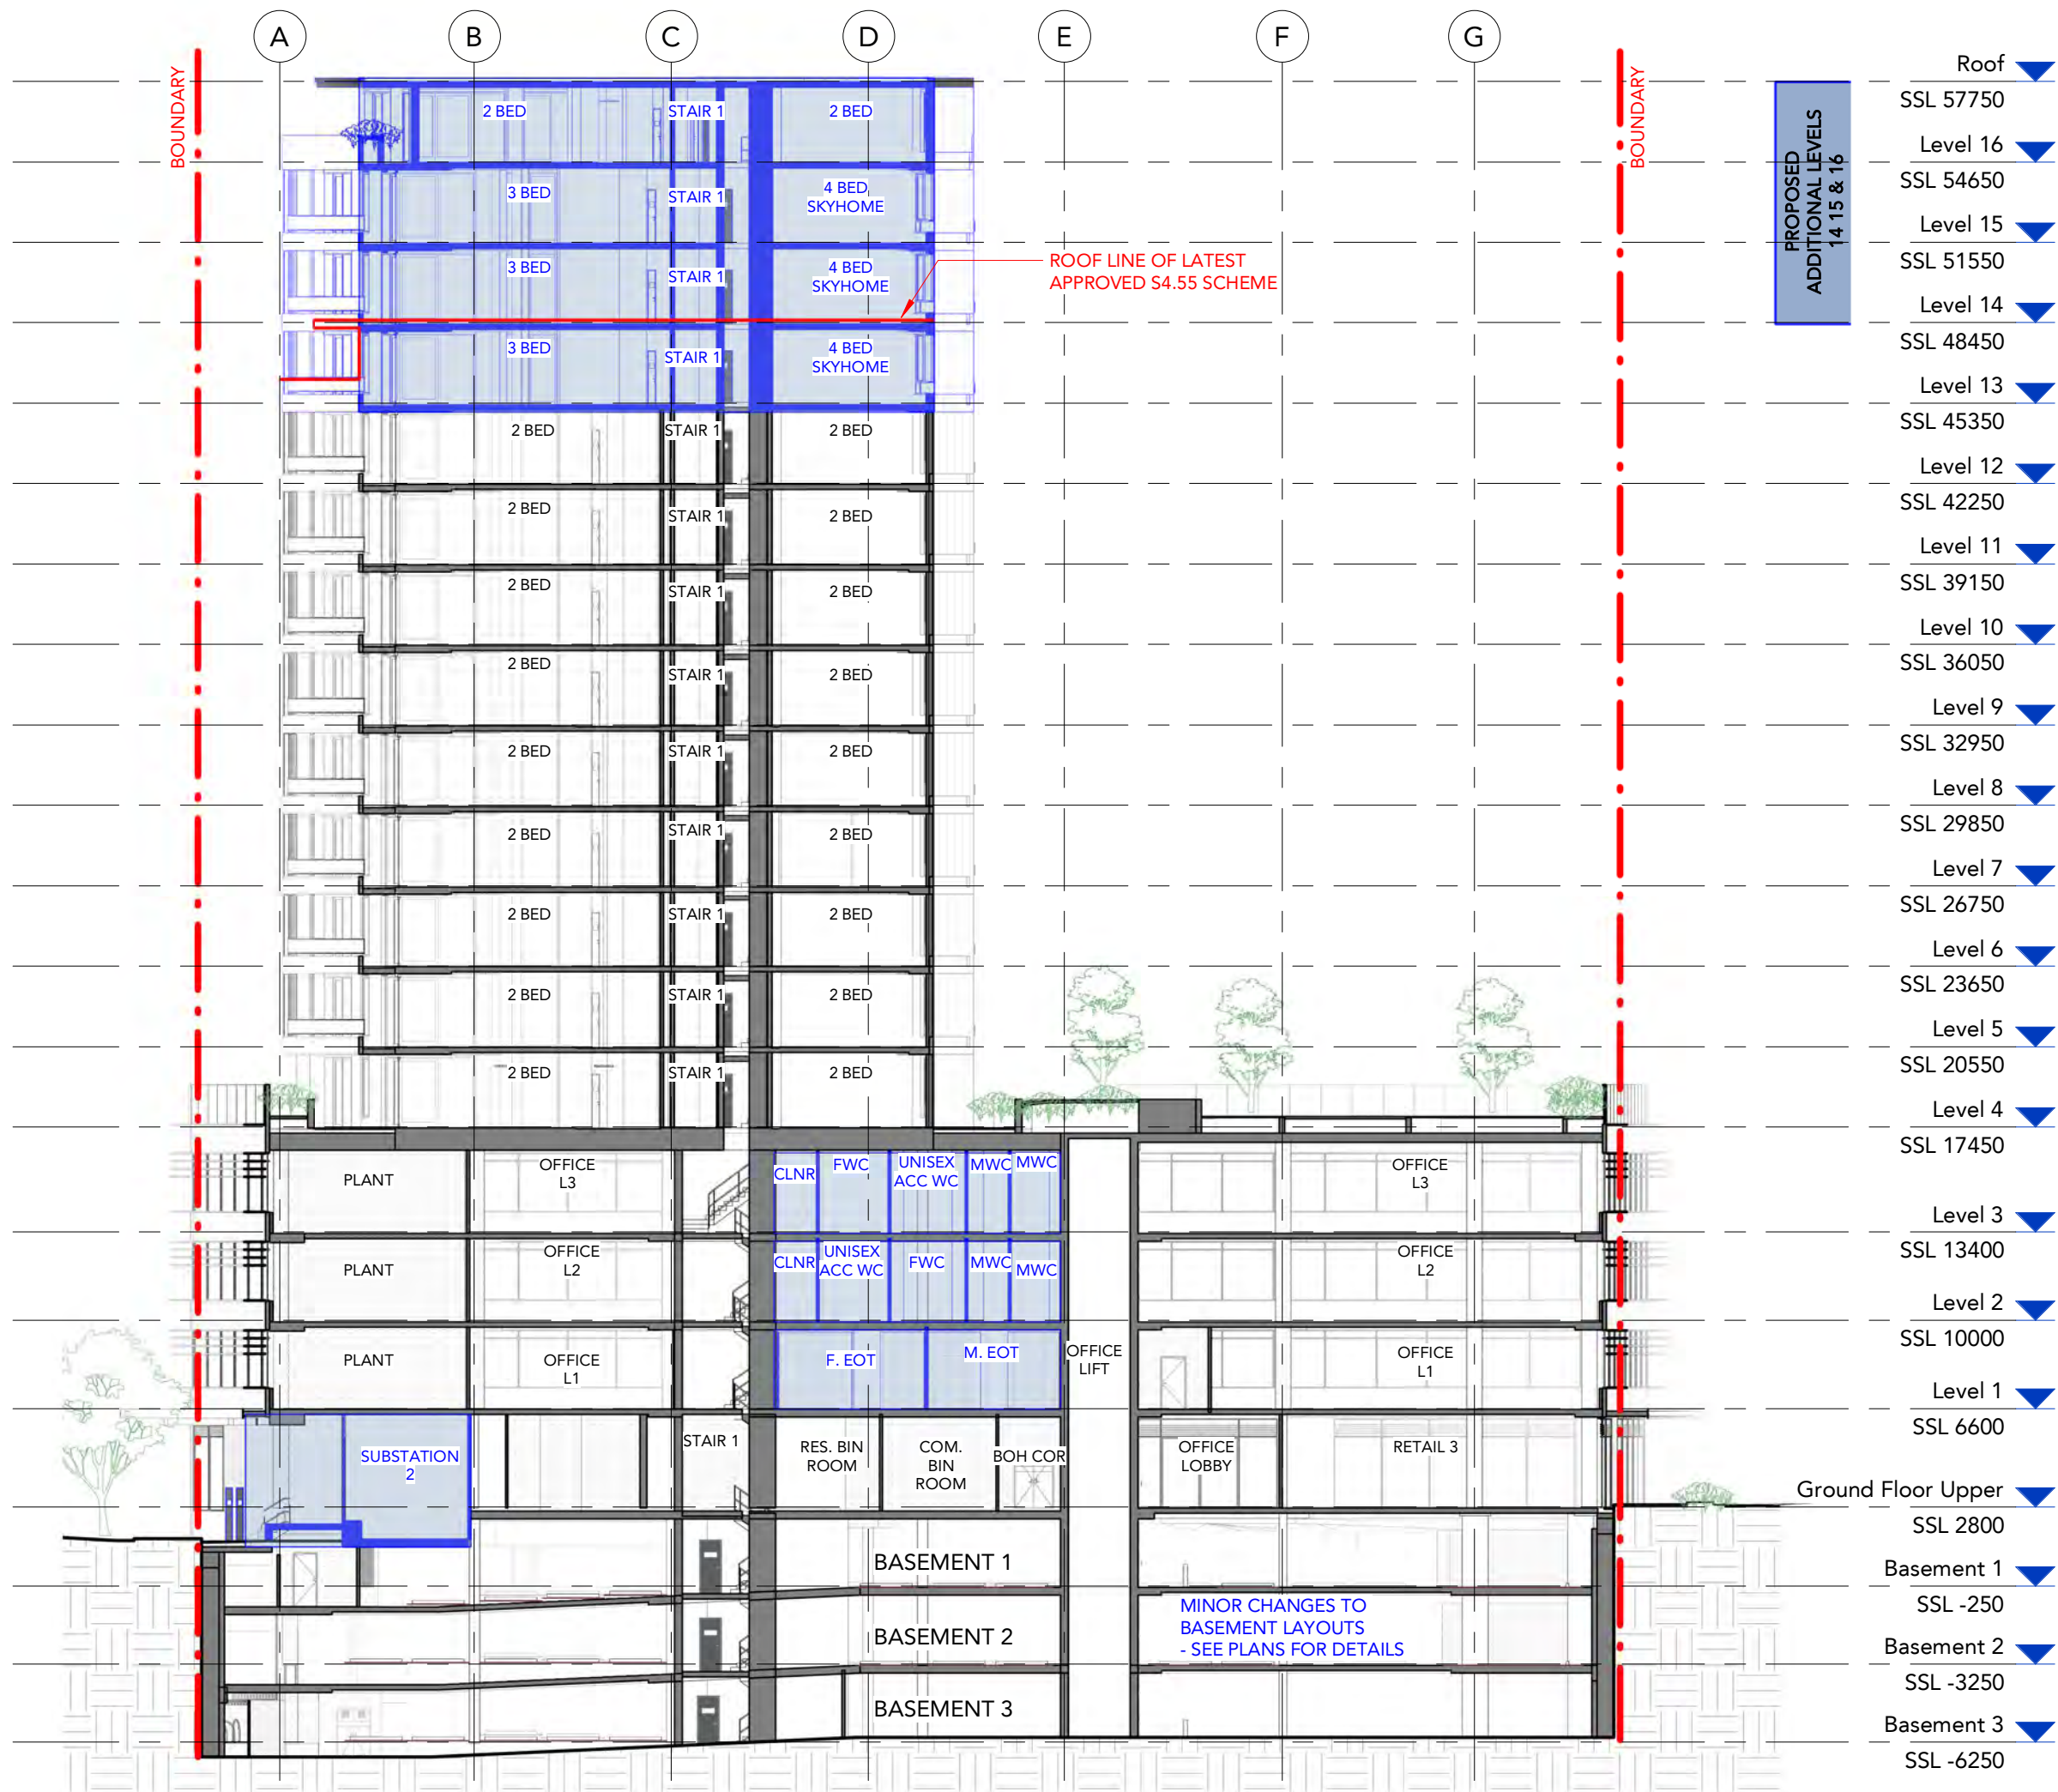 A B C D E F G
BOUNDARY
BOUNDARY
PROPOSED
ADDITIONAL LEVELS
14 15 & 16
Roof
SSL 57750
2 BED STAIR 1 2 BED
Level 16
SSL 54650
3 BED STAIR 1 4 BED
SKYHOME
Level 15
SSL 51550
3 BED STAIR 1 4 BED
SKYHOME
ROOF LINE OF LATEST
APPROVED S4.55 SCHEME
Level 14
SSL 48450
3 BED STAIR 1 4 BED
SKYHOME
Level 13
SSL 45350
2 BED STAIR 1 2 BED
Level 12
SSL 42250
2 BED STAIR 1 2 BED
Level 11
SSL 39150
2 BED STAIR 1 2 BED
Level 10
SSL 36050
2 BED STAIR 1 2 BED
Level 9
SSL 32950
2 BED STAIR 1 2 BED
Level 8
SSL 29850
2 BED STAIR 1 2 BED
Level 7
SSL 26750
2 BED STAIR 1 2 BED
Level 6
SSL 23650
2 BED STAIR 1 2 BED
Level 5
SSL 20550
2 BED STAIR 1 2 BED
Level 4
SSL 17450
PLANT
OFFICE
L3
CLNR
FWC
UNISEX
ACC WC
MWC
MWC
OFFICE
L3
Level 3
SSL 13400
PLANT
OFFICE
L2
CLNR
UNISEX
ACC WC
FWC
MWC
MWC
OFFICE
L2
Level 2
SSL 10000
PLANT
OFFICE
L1
F. EOT
M. EOT
OFFICE
LIFT
OFFICE
L1
Level 1
SSL 6600
SUBSTATION
2
STAIR 1
RES. BIN
ROOM
COM.
BIN
ROOM
BOH COR
OFFICE
LOBBY
RETAIL 3
Ground Floor Upper
SSL 2800
BASEMENT 1
Basement 1
SSL -250
BASEMENT 2
MINOR CHANGES TO
BASEMENT LAYOUTS
- SEE PLANS FOR DETAILS
Basement 2
SSL -3250
BASEMENT 3
Basement 3
SSL -6250